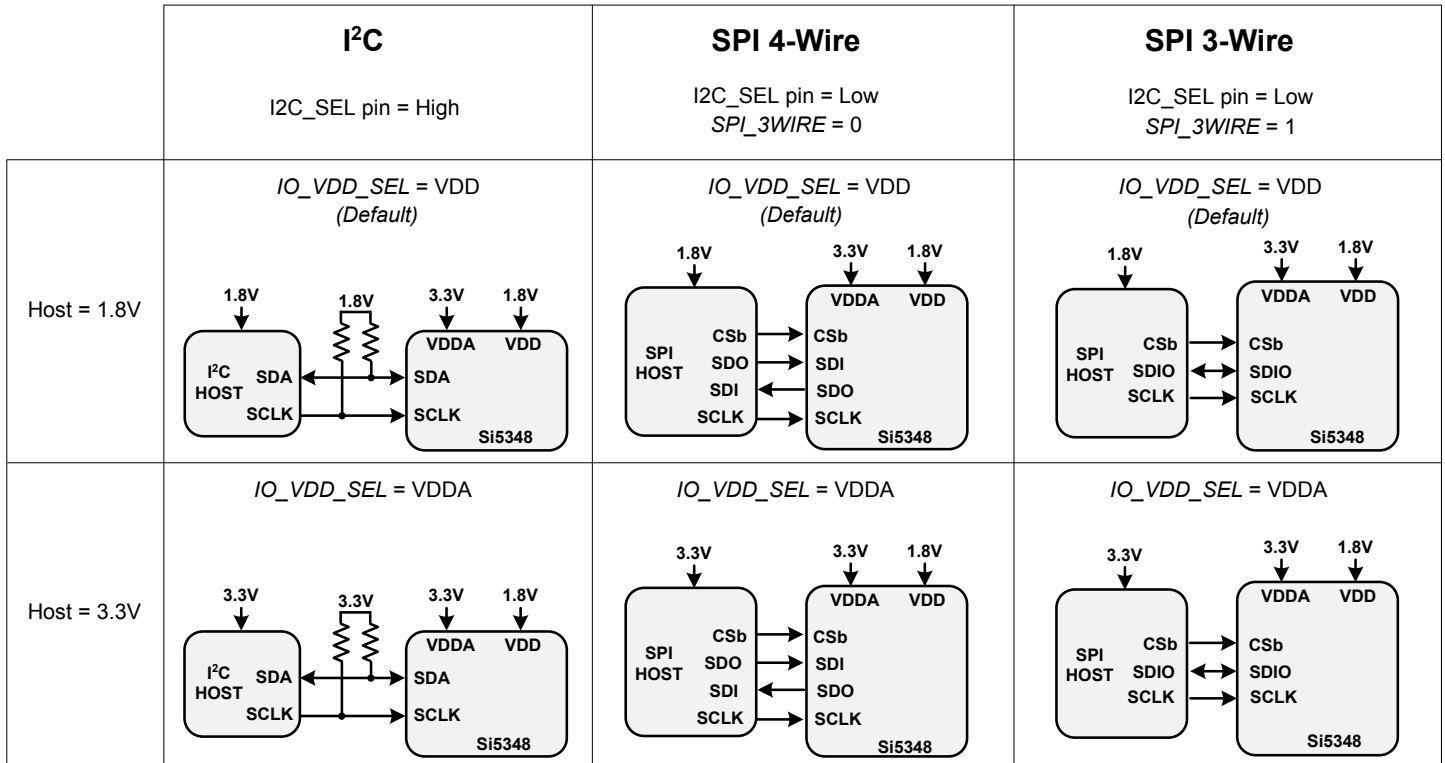 I²C
I2C_SEL pin = High
SPI 4-Wire
I2C_SEL pin = Low
SPI_3WIRE = 0
SPI 3-Wire
I2C_SEL pin = Low
SPI_3WIRE = 1
Host = 1.8V
IO_VDD_SEL = VDD
(Default)
1.8V 1.8V 3.3V 1.8V
VDDA VDD
I²C
HOST
SDA SDA
SCLK SCLK
Si5348
IO_VDD_SEL = VDD
(Default)
1.8V 3.3V 1.8V
VDDA VDD
SPI
HOST
CSb CSb
SDO SDI
SDI SDO
SCLK SCLK
Si5348
IO_VDD_SEL = VDD
(Default)
1.8V 3.3V 1.8V
VDDA VDD
SPI
HOST
CSb CSb
SDIO SDIO
SCLK SCLK
Si5348
Host = 3.3V
IO_VDD_SEL = VDDA
3.3V 3.3V 3.3V 1.8V
VDDA VDD
I²C
HOST
SDA SDA
SCLK SCLK
Si5348
IO_VDD_SEL = VDDA
3.3V 3.3V 1.8V
VDDA VDD
SPI
HOST
CSb CSb
SDO SDI
SDI SDO
SCLK SCLK
Si5348
IO_VDD_SEL = VDDA
3.3V 3.3V 1.8V
VDDA VDD
SPI
HOST
CSb CSb
SDIO SDIO
SCLK SCLK
Si5348